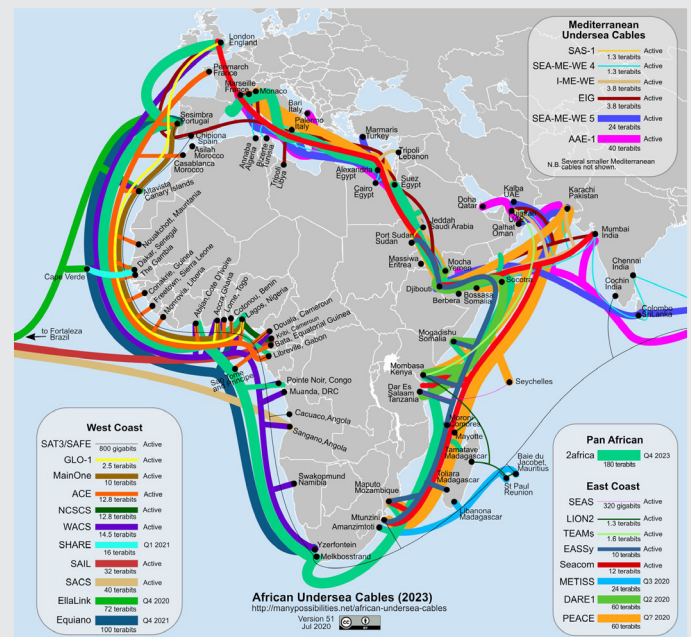 Mediterranean
Undersea Cables
SAS-1
Active
1.3 terabits
SEA-ME-WE 4
Active
1.3 terabits
I-ME-WE
Active
3.8 terabits
EIG
Active
3.8 terabits
SEA-ME-WE 5
Active
24 terabits
AAE-1
Active
40 terabits
N.B. Several smaller Mediterranean
cables not shown.
London
England
Penmarch
France
Marseille
France
Monaco
Bari
Italy
Palermo
Italy
Sesimbra
Portugal
Chipiona
Spain
Asilah
Morocco
Casablanca
Morocco
Annaba
Algeria
Bizerte
Tunisia
Tripoli
Libya
Marmaris
Turkey
Tripoli
Lebanon
Alexandria
Egypt
Cairo
Egypt
Suez
Egypt
Altavista
Canary Islands
Nouakchott, Mauritania
Dakar, Senegal
The Gambia
Cape Verde
Conakrie, Guinea
Freetown, Sierra Leone
Monrovia, Liberia
Abijan, Cote D'ivore
Accra, Ghana
Lome, Togo
Cotonou, Benin
Lagos, Nigeria
Douala, Cameroun
Kribi, Cameroun
Bata, Equatorial Guinea
Libreville, Gabon
Sao Tome
and Principe
to Fortaleza
Brazil
Pointe Noir, Congo
Muanda, DRC
Cacuaco, Angola
Sangano, Angola
Swakopmund
Namibia
Yzerfontein
Melkbosstrand
Jeddah
Saudi Arabia
Port Sudan
Sudan
Massiwa
Eritrea
Mocha
Yemen
Djibouti
Berbera
Bossasa
Somalia
Socotra
Doha
Qatar
Kalba
UAE
Qalhat
Oman
Karachi
Pakistan
Mumbai
India
Chennai
India
Cochin
India
Colombo
Sri Lanka
Mogadishu
Somalia
Mombasa
Kenya
Dar Es
Salaam
Tanzania
Seychelles
Moroni
Comores
Mayotte
Tamatave
Madagascar
Toliara
Madagascar
Baie du
Jacobet,
Mauritius
St Paul
Reunion
Libanona
Madagascar
Maputo
Mozambique
Mtunzini
Amanzimtoti
West Coast
SAT3/SAFE
Active
800 gigabits
GLO-1
Active
2.5 terabits
MainOne
Active
10 terabits
ACE
Active
12.8 terabits
NCSCS
Active
12.8 terabits
WACS
Active
14.5 terabits
SHARE
Q1 2021
16 terabits
SAIL
Active
32 terabits
SACS
Active
40 terabits
EllaLink
Q4 2020
72 terabits
Equiano
Q4 2021
100 terabits
Pan African
2africa
Q4 2023
180 terabits
East Coast
SEAS
Active
320 gigabits
LION2
Active
1.3 terabits
TEAMs
Active
1.6 terabits
EASSy
Active
10 terabits
Seacom
Active
12 terabits
METISS
Q3 2020
24 terabits
DARE1
Q2 2020
60 terabits
PEACE
Q? 2020
60 terabits
African Undersea Cables (2023)
http://manypossibilities.net/african-undersea-cables
Version 51
Jul 2020